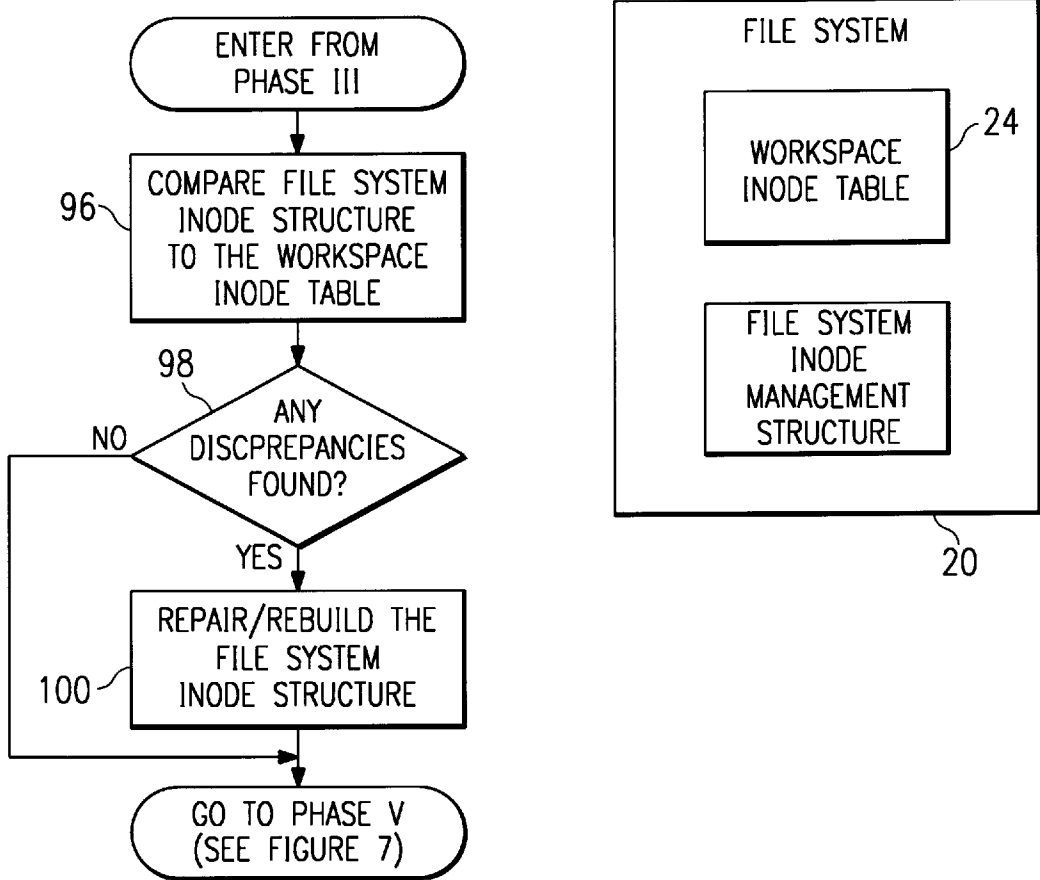 ENTER FROM
PHASE III
96
COMPARE FILE SYSTEM
INODE STRUCTURE
TO THE WORKSPACE
INODE TABLE
98
ANY
DISCPREPANCIES
FOUND?
NO
YES
100
REPAIR/REBUILD THE
FILE SYSTEM
INODE STRUCTURE
GO TO PHASE V
(SEE FIGURE 7)
FILE SYSTEM
WORKSPACE
INODE TABLE
24
FILE SYSTEM
INODE
MANAGEMENT
STRUCTURE
20